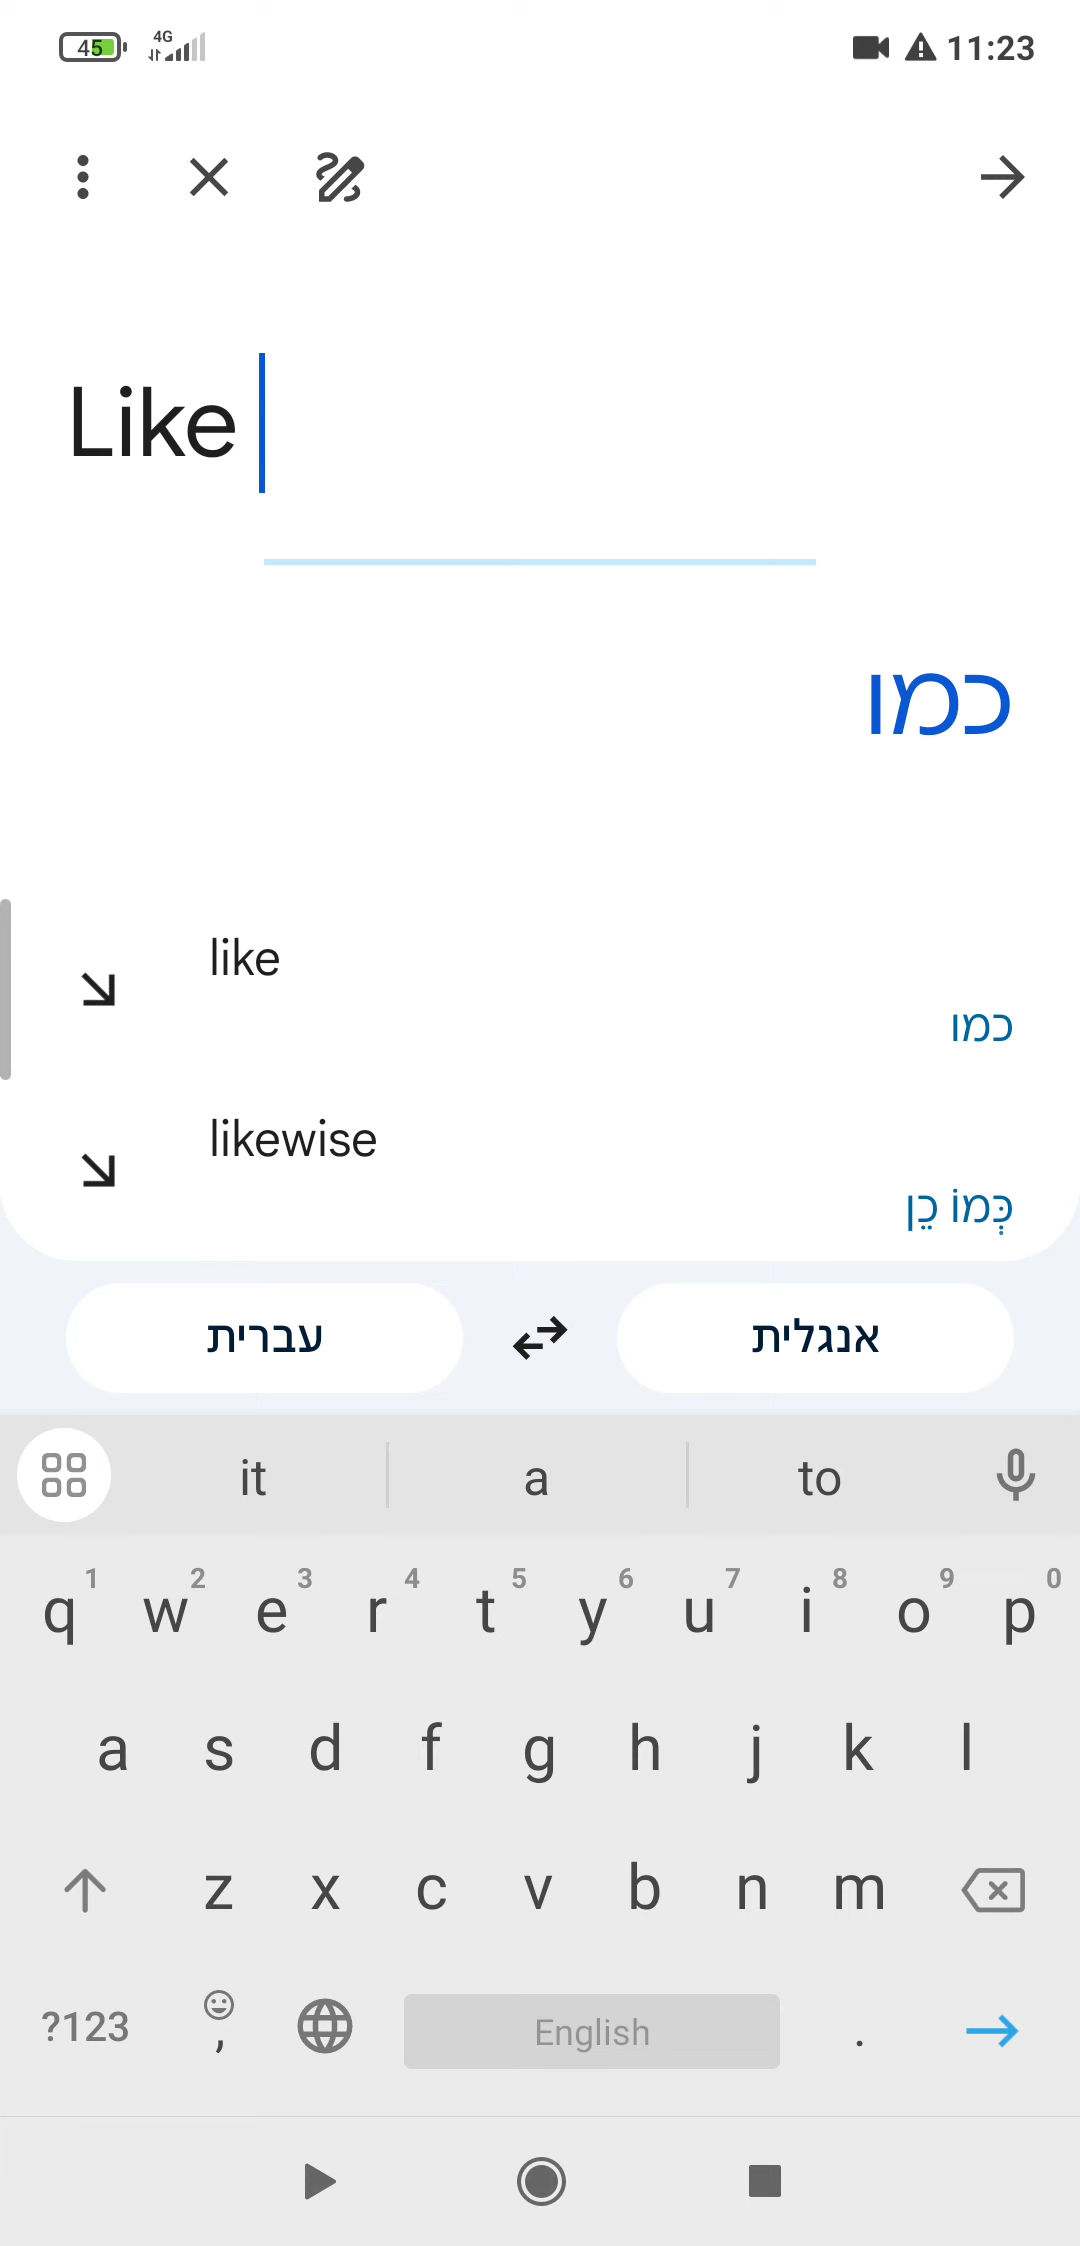 45 4G 11:23
Like
כמו
like
כמו
likewise
כְּמוֹ כֵן
עברית אנגלית
it a to
1 2 3 4 5 6 7 8 9 0
q w e r t y u i o p
a s d f g h j k l
z x c v b n m
?123 , English .